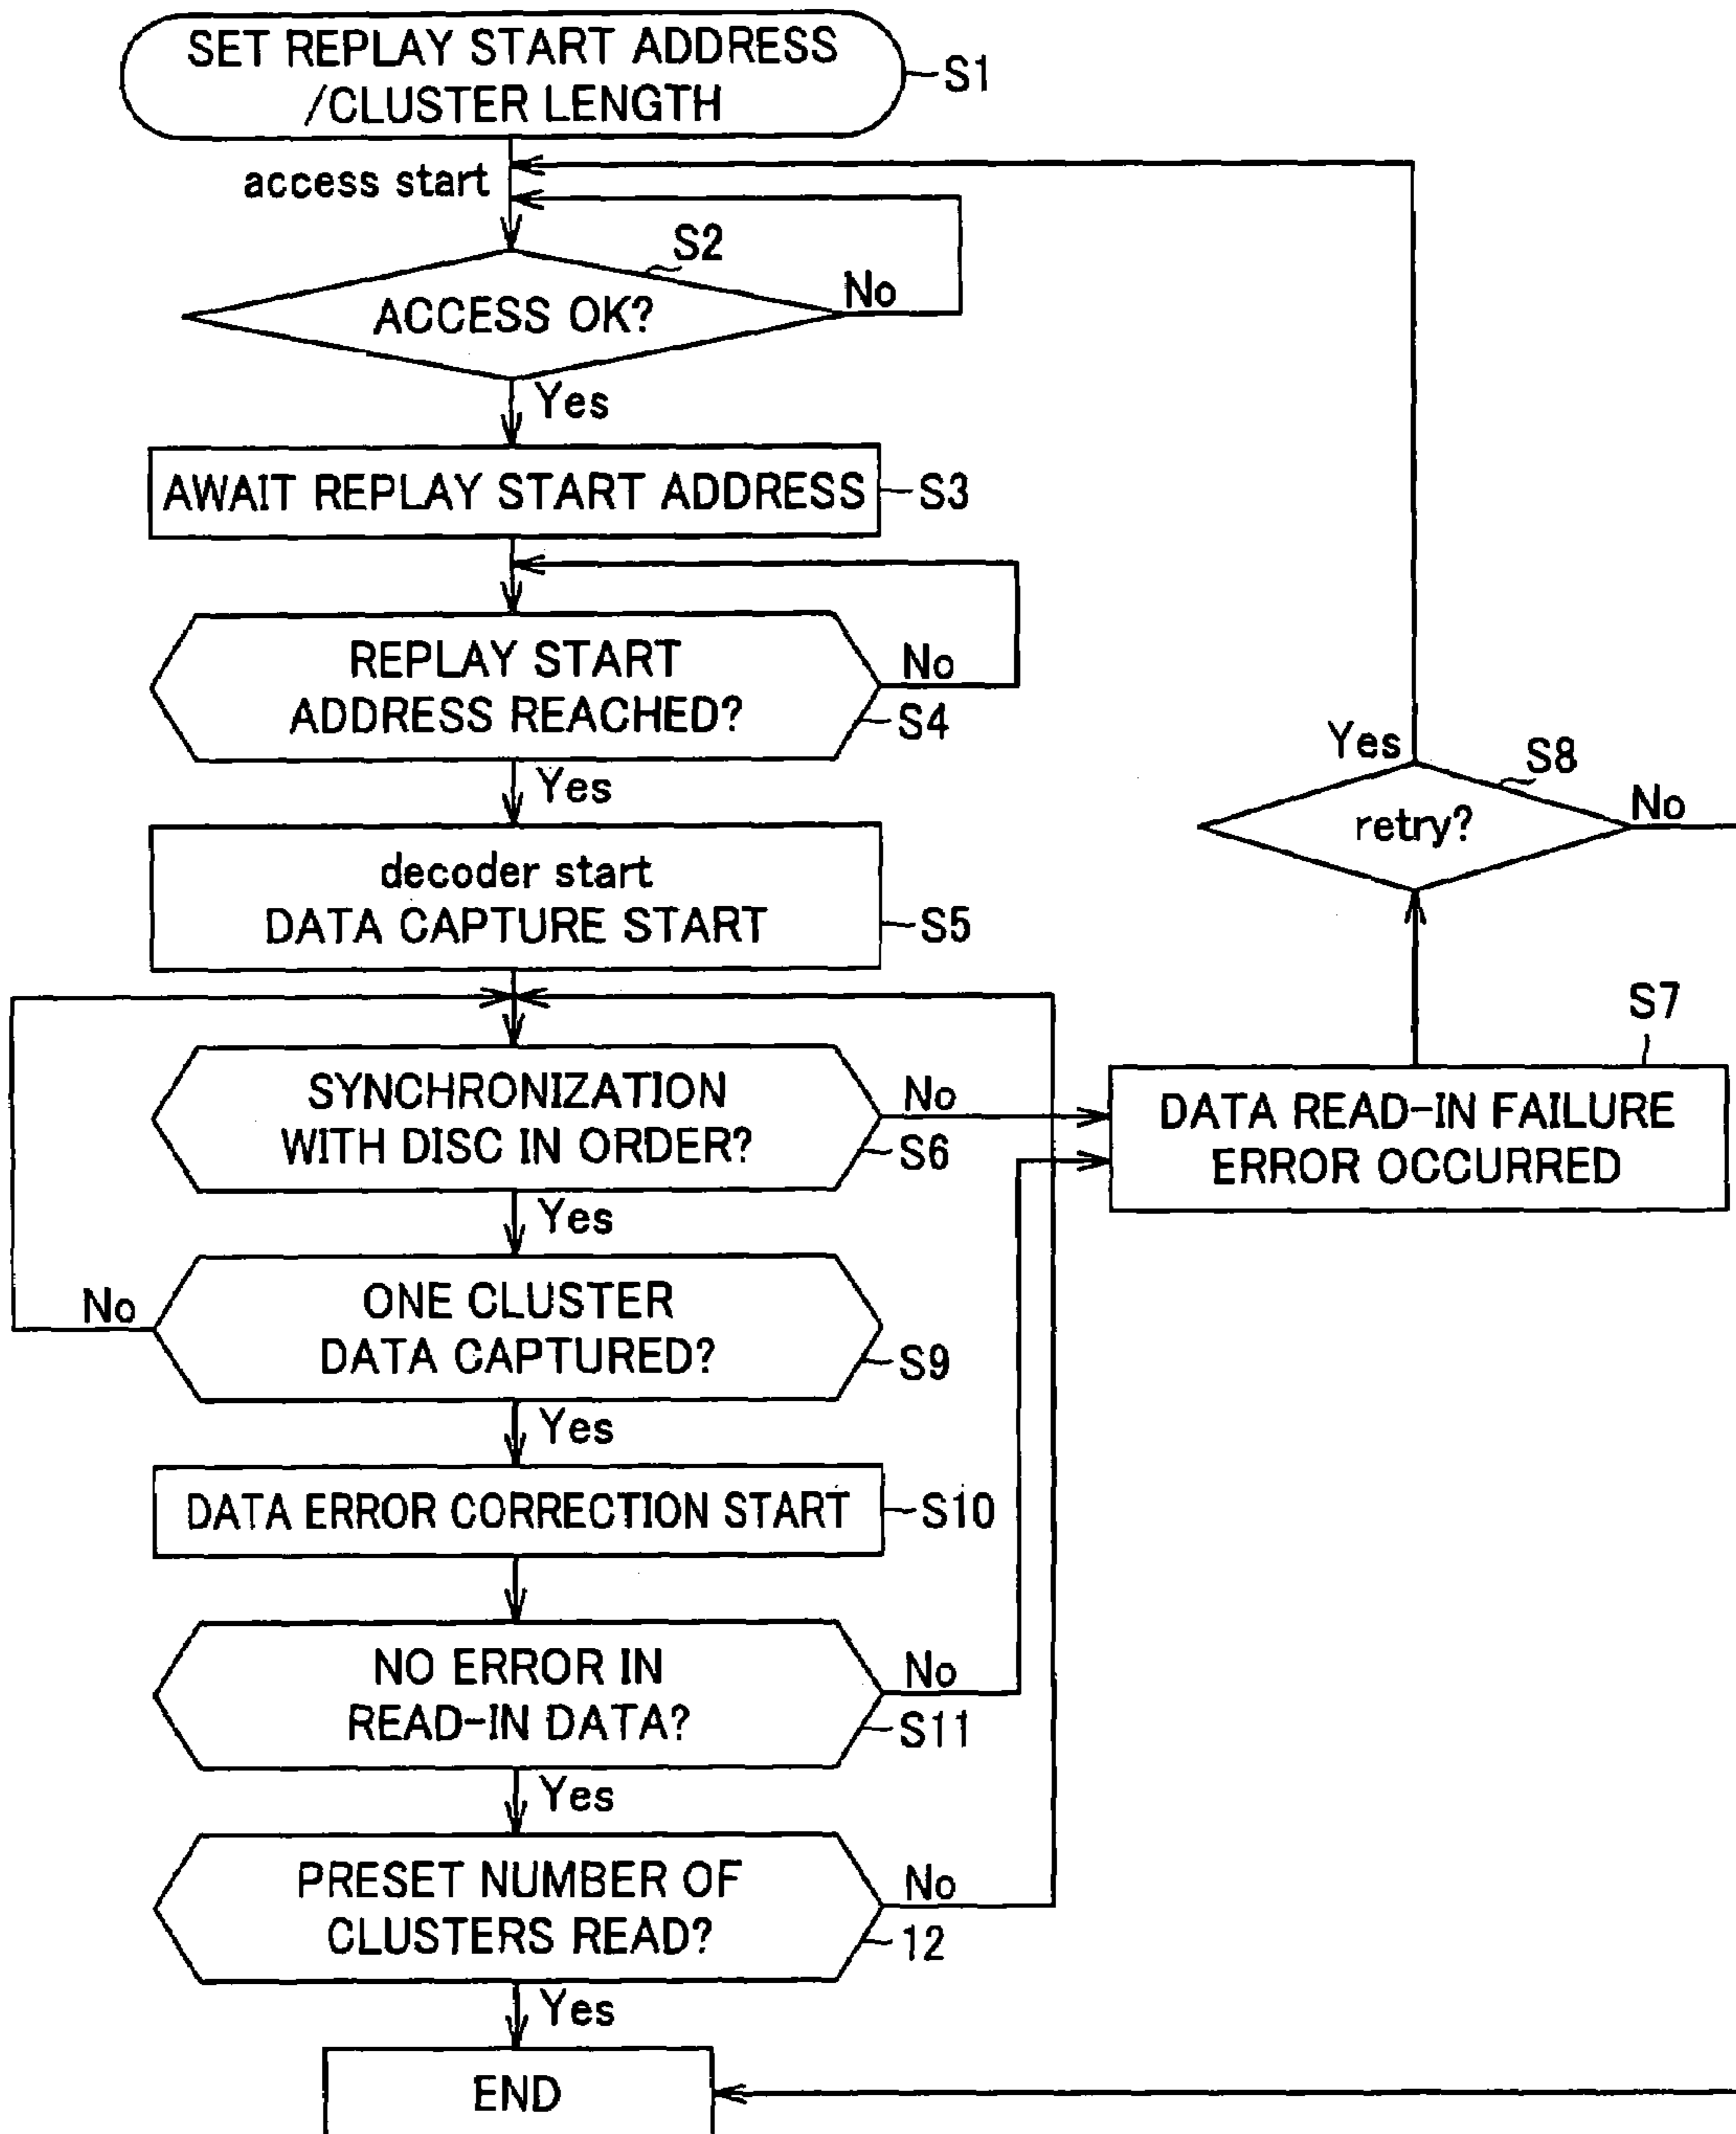 SET REPLAY START ADDRESS
/CLUSTER LENGTH
S1
access start
S2
ACCESS OK?
No
Yes
AWAIT REPLAY START ADDRESS
S3
REPLAY START
ADDRESS REACHED?
No
S4
Yes
decoder start
DATA CAPTURE START
S5
SYNCHRONIZATION
WITH DISC IN ORDER?
No
S6
Yes
DATA READ-IN FAILURE
ERROR OCCURRED
S7
retry?
S8
Yes
No
ONE CLUSTER
DATA CAPTURED?
No
S9
Yes
DATA ERROR CORRECTION START
S10
NO ERROR IN
READ-IN DATA?
No
S11
Yes
PRESET NUMBER OF
CLUSTERS READ?
No
12
Yes
END